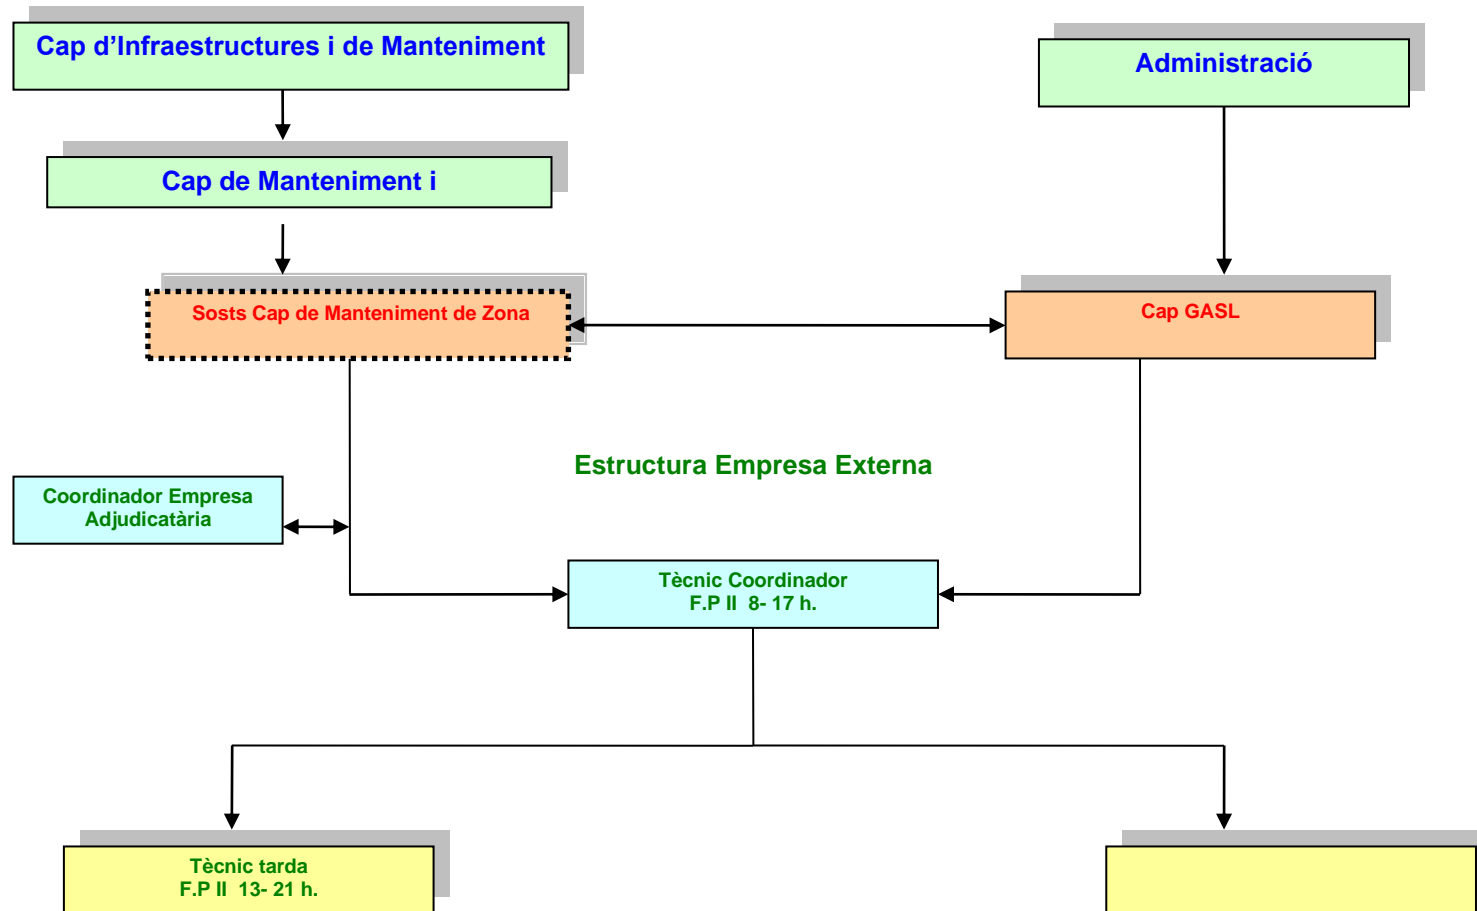 Cap d’Infraestructures i de Manteniment
Administració
Cap de Manteniment i
Sosts Cap de Manteniment de Zona
Cap GASL
Estructura Empresa Externa
Coordinador Empresa
Adjudicatària
Tècnic Coordinador
F.P II 8- 17 h.
Tècnic tarda
F.P II 13- 21 h.